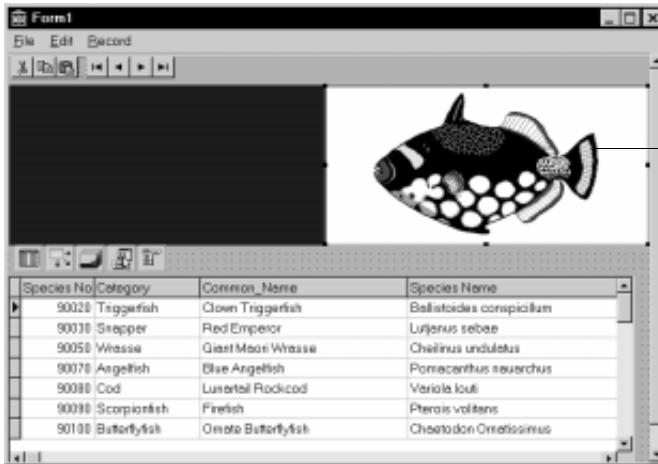 Form1
File Edit Record
Species No Category Common_Name Species Name
90020 Triggerfish Clown Triggerfish Ballistoides conspicillum
90030 Snapper Red Emperor Lutjanus sebae
90050 Wrasse Giant Maori Wrasse Cheilinus undulatus
90070 Angelfish Blue Angelfish Pomacanthus nauarchus
90080 Cod Lunartail Rockcod Variola louti
90090 Scorpionfish Firefish Pterois volitans
90100 Butterflyfish Ornate Butterflyfish Chaetodon Ornatissimus